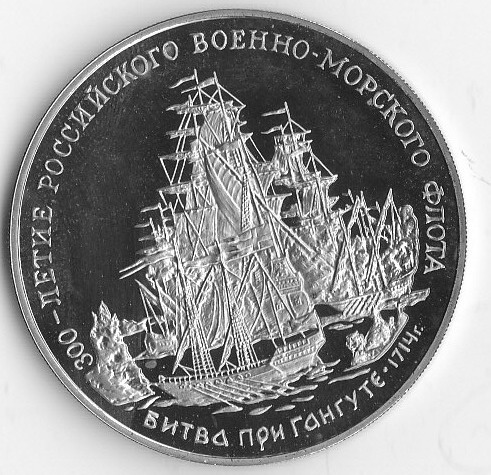 300-ЛЕТИЕ РОССИЙСКОГО ВОЕННО-МОРСКОГО ФЛОТА
БИТВА ПРИ ГАНГУТЕ · 1714г.